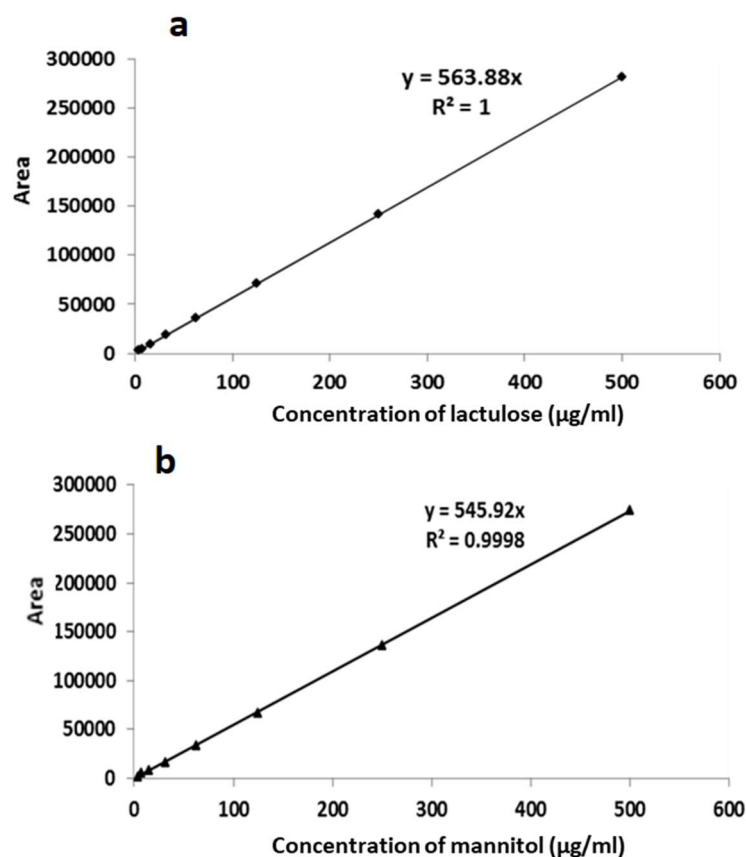 a
300000
250000
200000
150000
100000
50000
0
Area
y = 563.88x
R² = 1
0 100 200 300 400 500 600
Concentration of lactulose (µg/ml)
b
300000
250000
200000
150000
100000
50000
0
Area
y = 545.92x
R² = 0.9998
0 100 200 300 400 500 600
Concentration of mannitol (µg/ml)